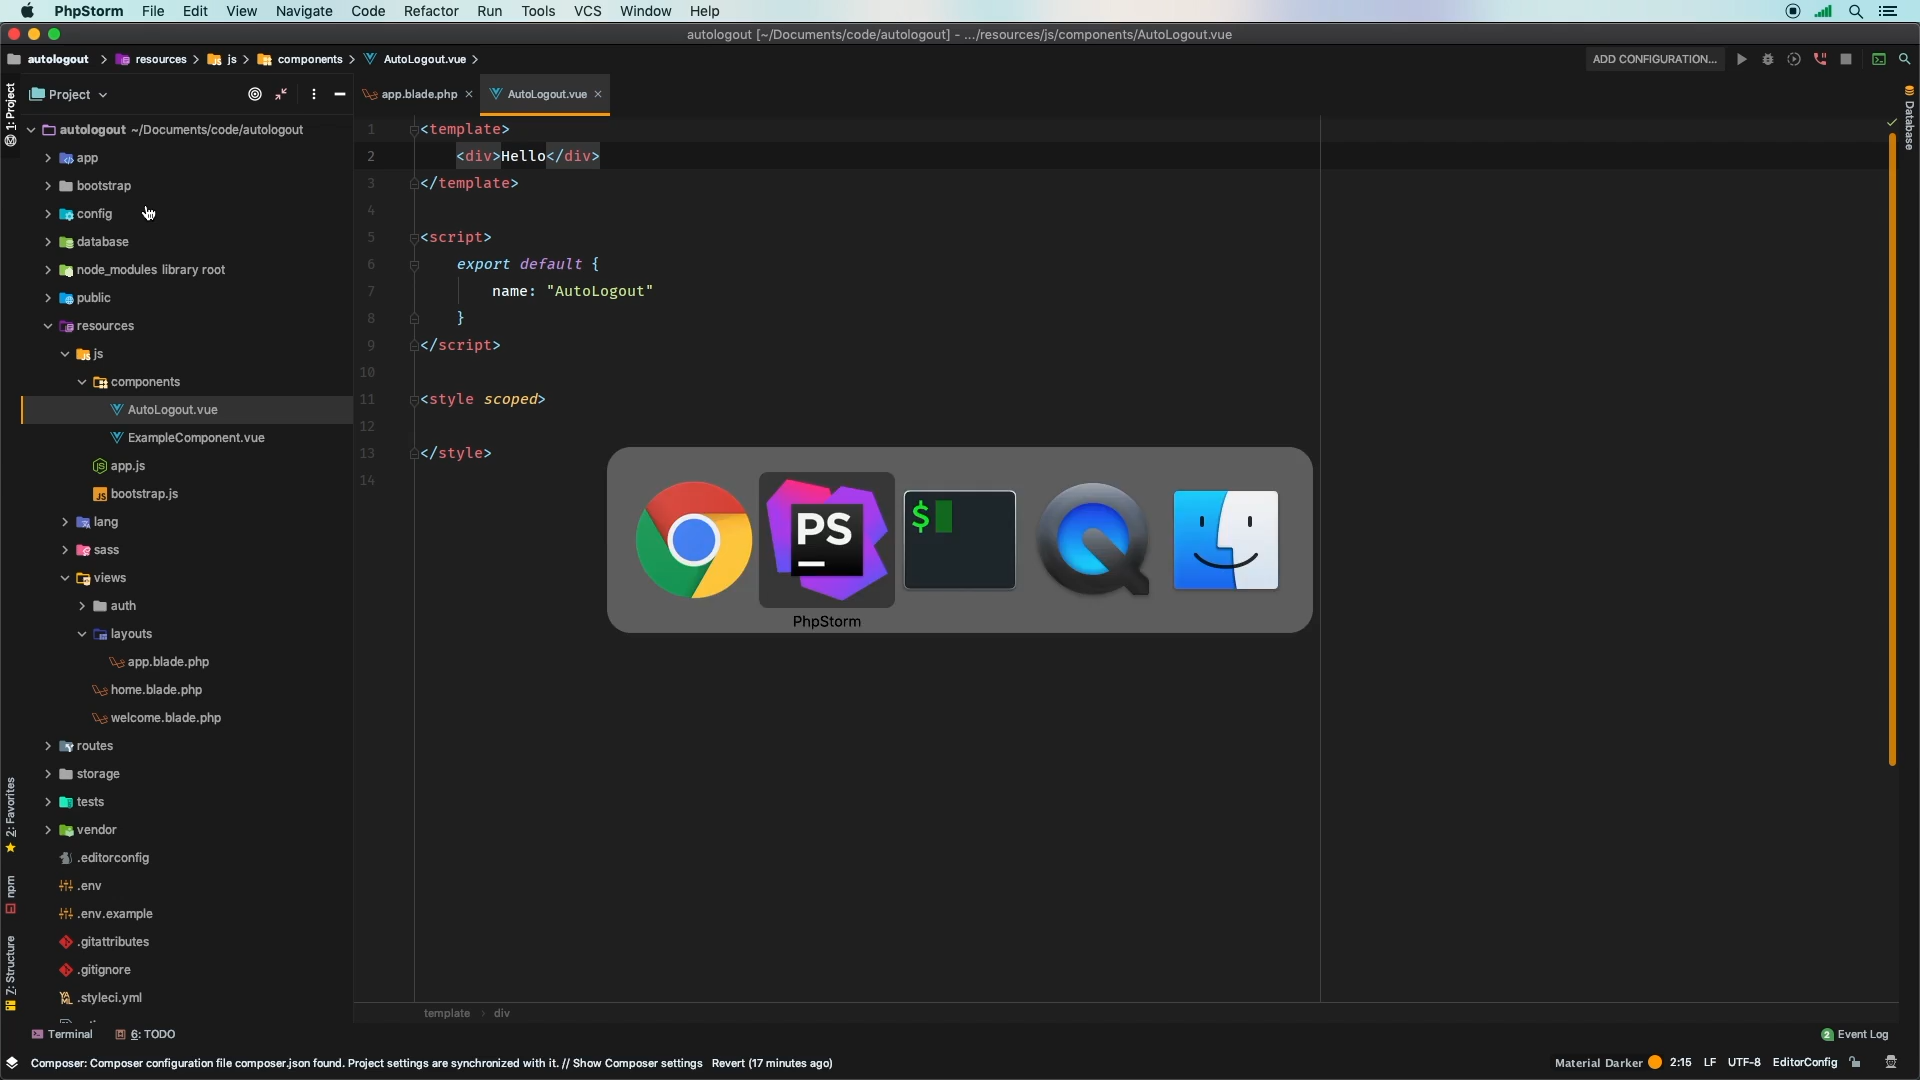 PhpStorm File Edit View Navigate Code Refactor Run Tools VCS Window Help
autologout [~/Documents/code/autologout] - .../resources/js/components/AutoLogout.vue
autologout resources js components AutoLogout.vue
ADD CONFIGURATION...
1: Project
Project
app.blade.php
AutoLogout.vue
Database
autologout ~/Documents/code/autologout
app
bootstrap
config
database
node_modules library root
public
resources
js
components
AutoLogout.vue
ExampleComponent.vue
app.js
bootstrap.js
lang
sass
views
auth
layouts
app.blade.php
home.blade.php
welcome.blade.php
routes
storage
tests
vendor
.editorconfig
.env
.env.example
.gitattributes
.gitignore
.styleci.yml
2: Favorites
npm
7: Structure
1 <template>
2 <div>Hello</div>
3 </template>
4
5 <script>
6 export default {
7 name: "AutoLogout"
8 }
9 </script>
10
11 <style scoped>
12
13 </style>
14
PS
$
PhpStorm
template › div
Terminal
6: TODO
2 Event Log
Composer: Composer configuration file composer.json found. Project settings are synchronized with it. // Show Composer settings Revert (17 minutes ago)
Material Darker 2:15 LF UTF-8 EditorConfig